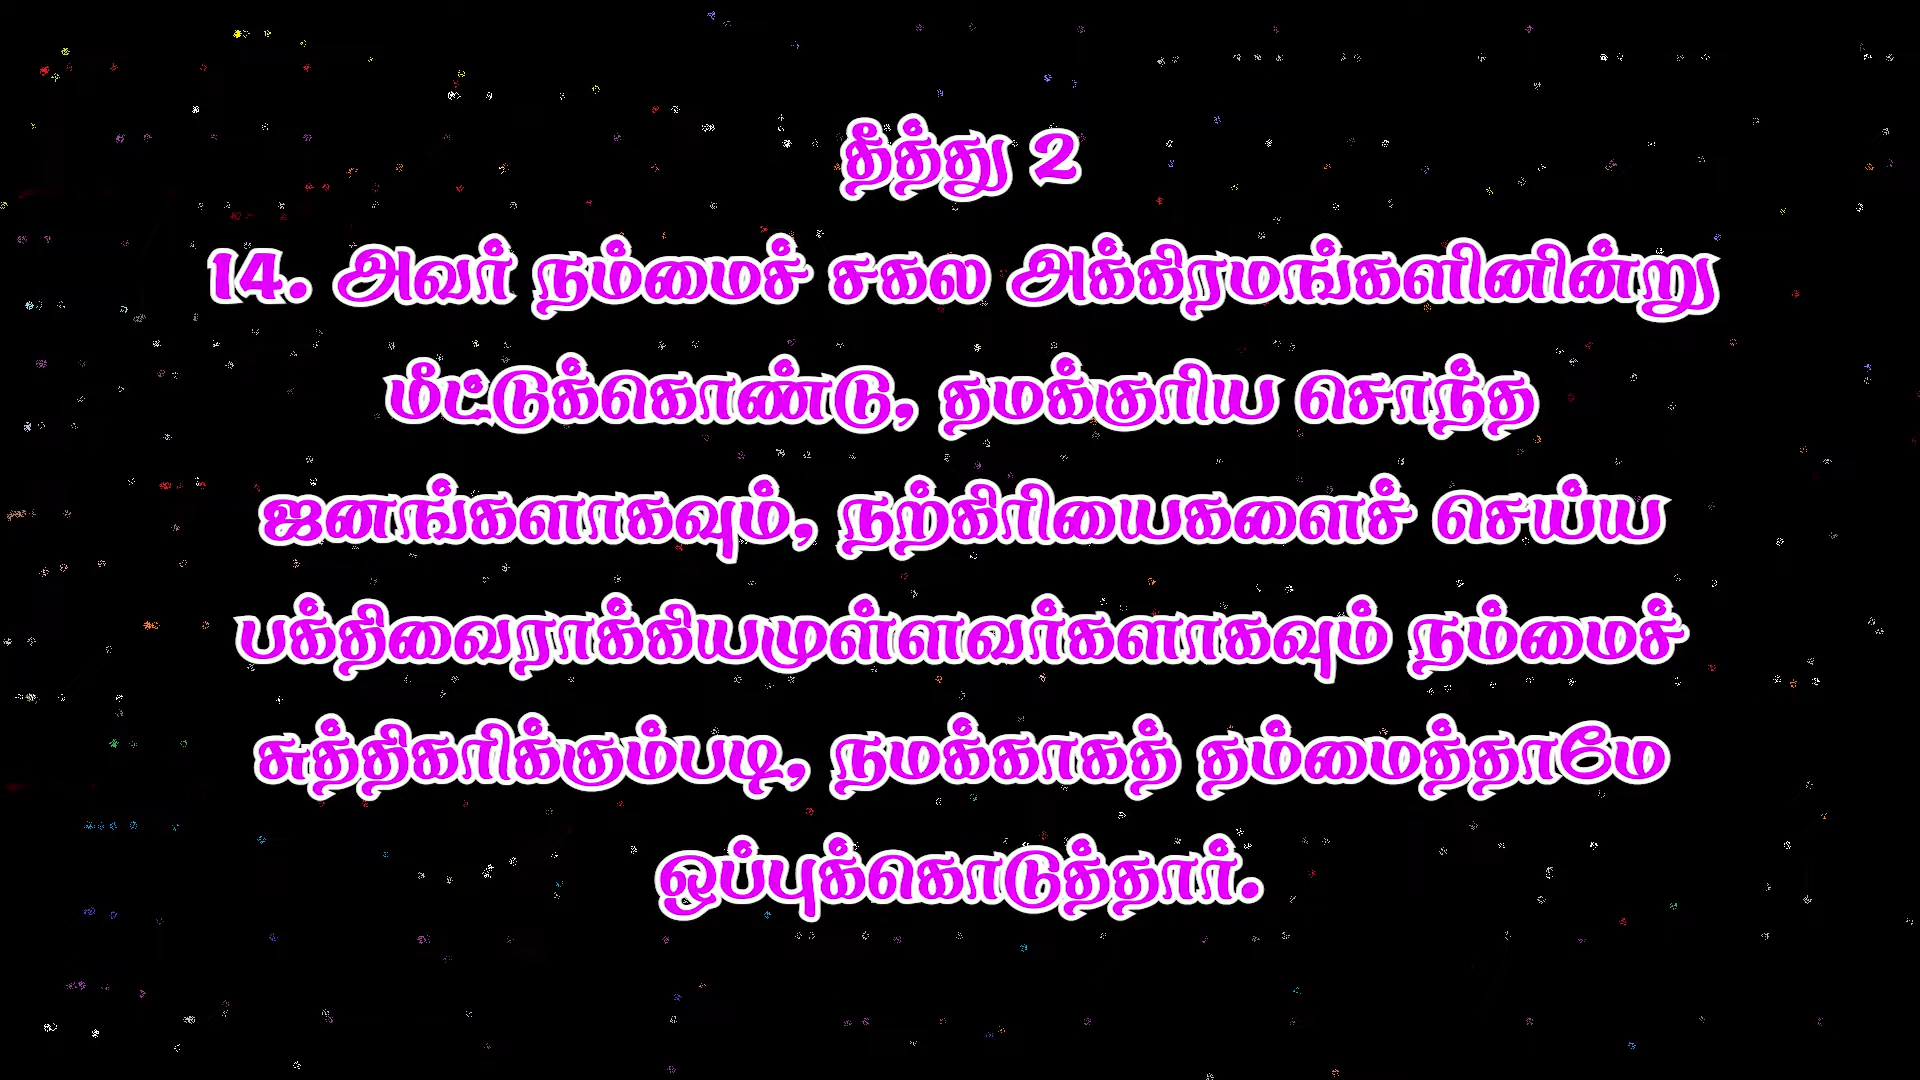 தீத்து 2
14. அவர் நம்மைச் சகல அக்கிரமங்களினின்று
மீட்டுக்கொண்டு, தமக்குரிய சொந்த
ஜனங்களாகவும், நற்கிரியைகளைச் செய்ய
பக்திவைராக்கியமுள்ளவர்களாகவும் நம்மைச்
சுத்திகரிக்கும்படி, நமக்காகத் தம்மைத்தாமே
ஒப்புக்கொடுத்தார்.